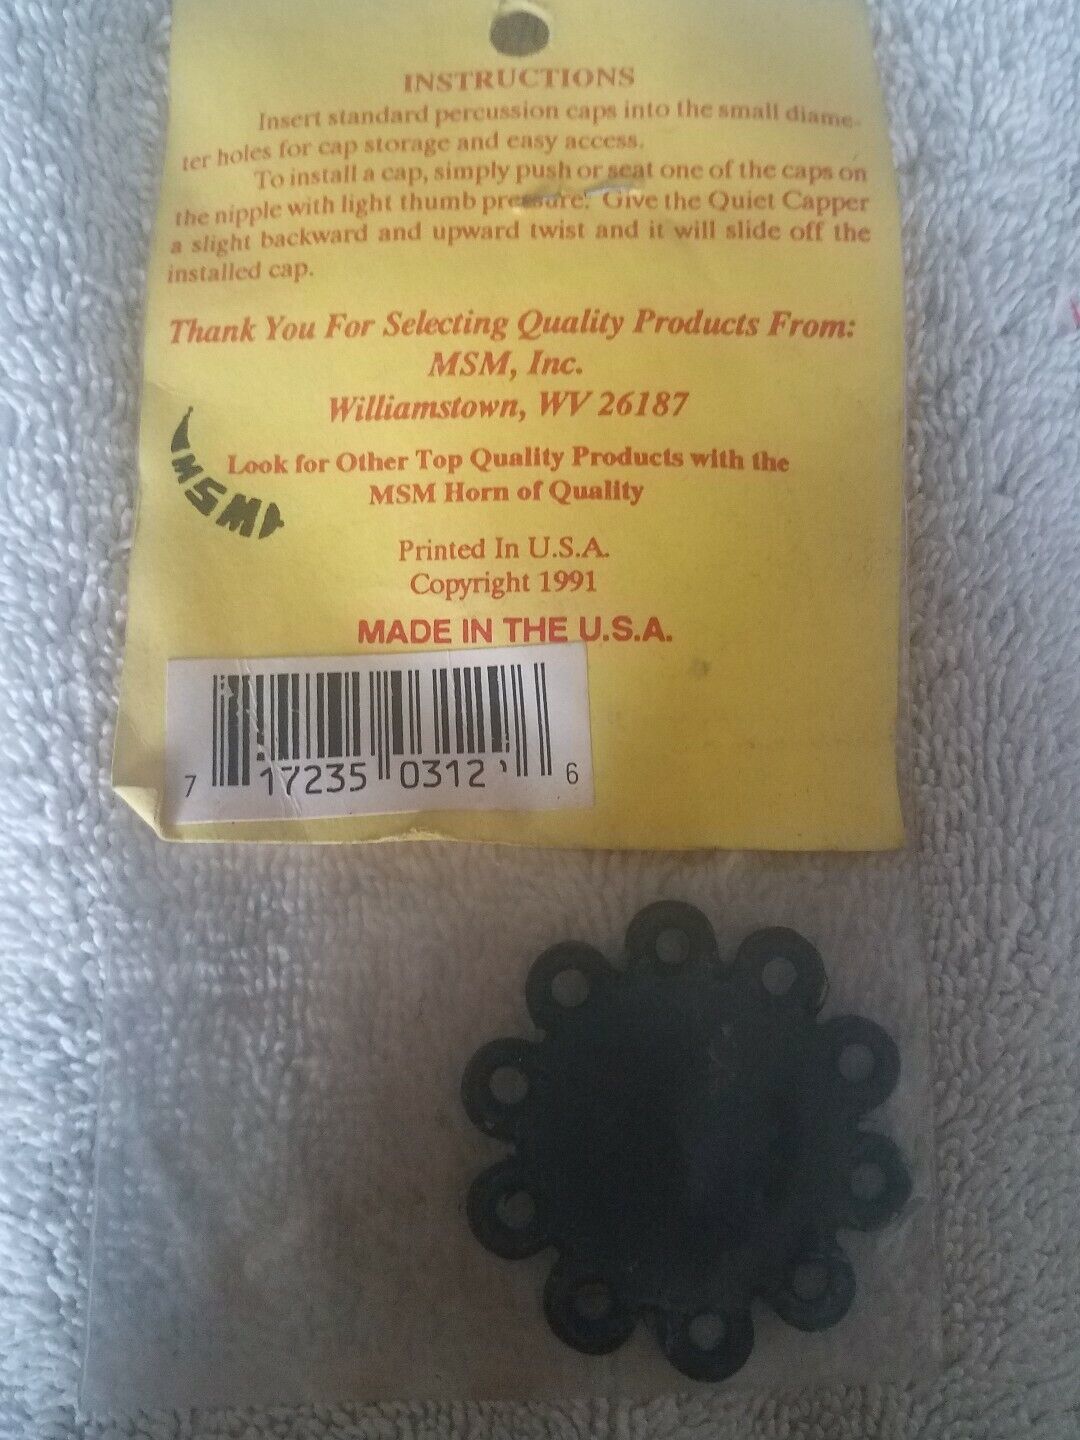 INSTRUCTIONS
Insert standard percussion caps into the small diame-
ter holes for cap storage and easy access.
To install a cap, simply push or seat one of the caps on
the nipple with light thumb pressure. Give the Quiet Capper
a slight backward and upward twist and it will slide off the
installed cap.
Thank You For Selecting Quality Products From:
MSM, Inc.
Williamstown, WV 26187
MSM
Look for Other Top Quality Products with the
MSM Horn of Quality
Printed In U.S.A.
Copyright 1991
MADE IN THE U.S.A.
7 17235 0312 6